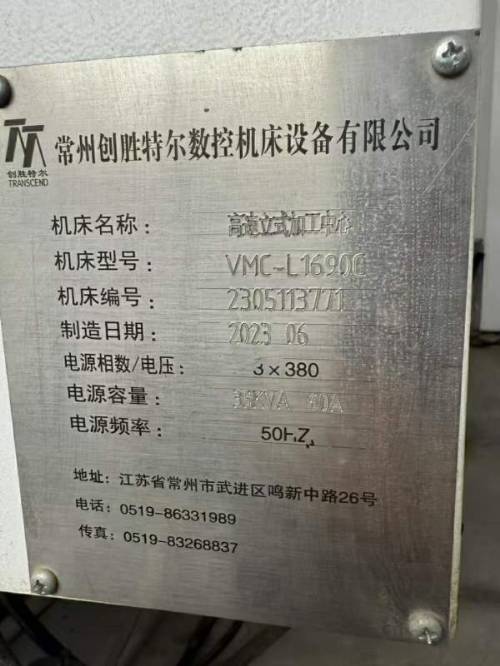 常州创胜特尔数控机床设备有限公司
创胜特尔
TRANSCEND
机床名称: 高速立式加工中心
机床型号: VMC-L1690C
机床编号: 2305113771
制造日期: 2023 06
电源相数/电压: 3×380
电源容量: 35KVA
电源频率: 50HZ
地址: 江苏省常州市武进区鸣新中路26号
电话: 0519-86331989
传真: 0519-83268837